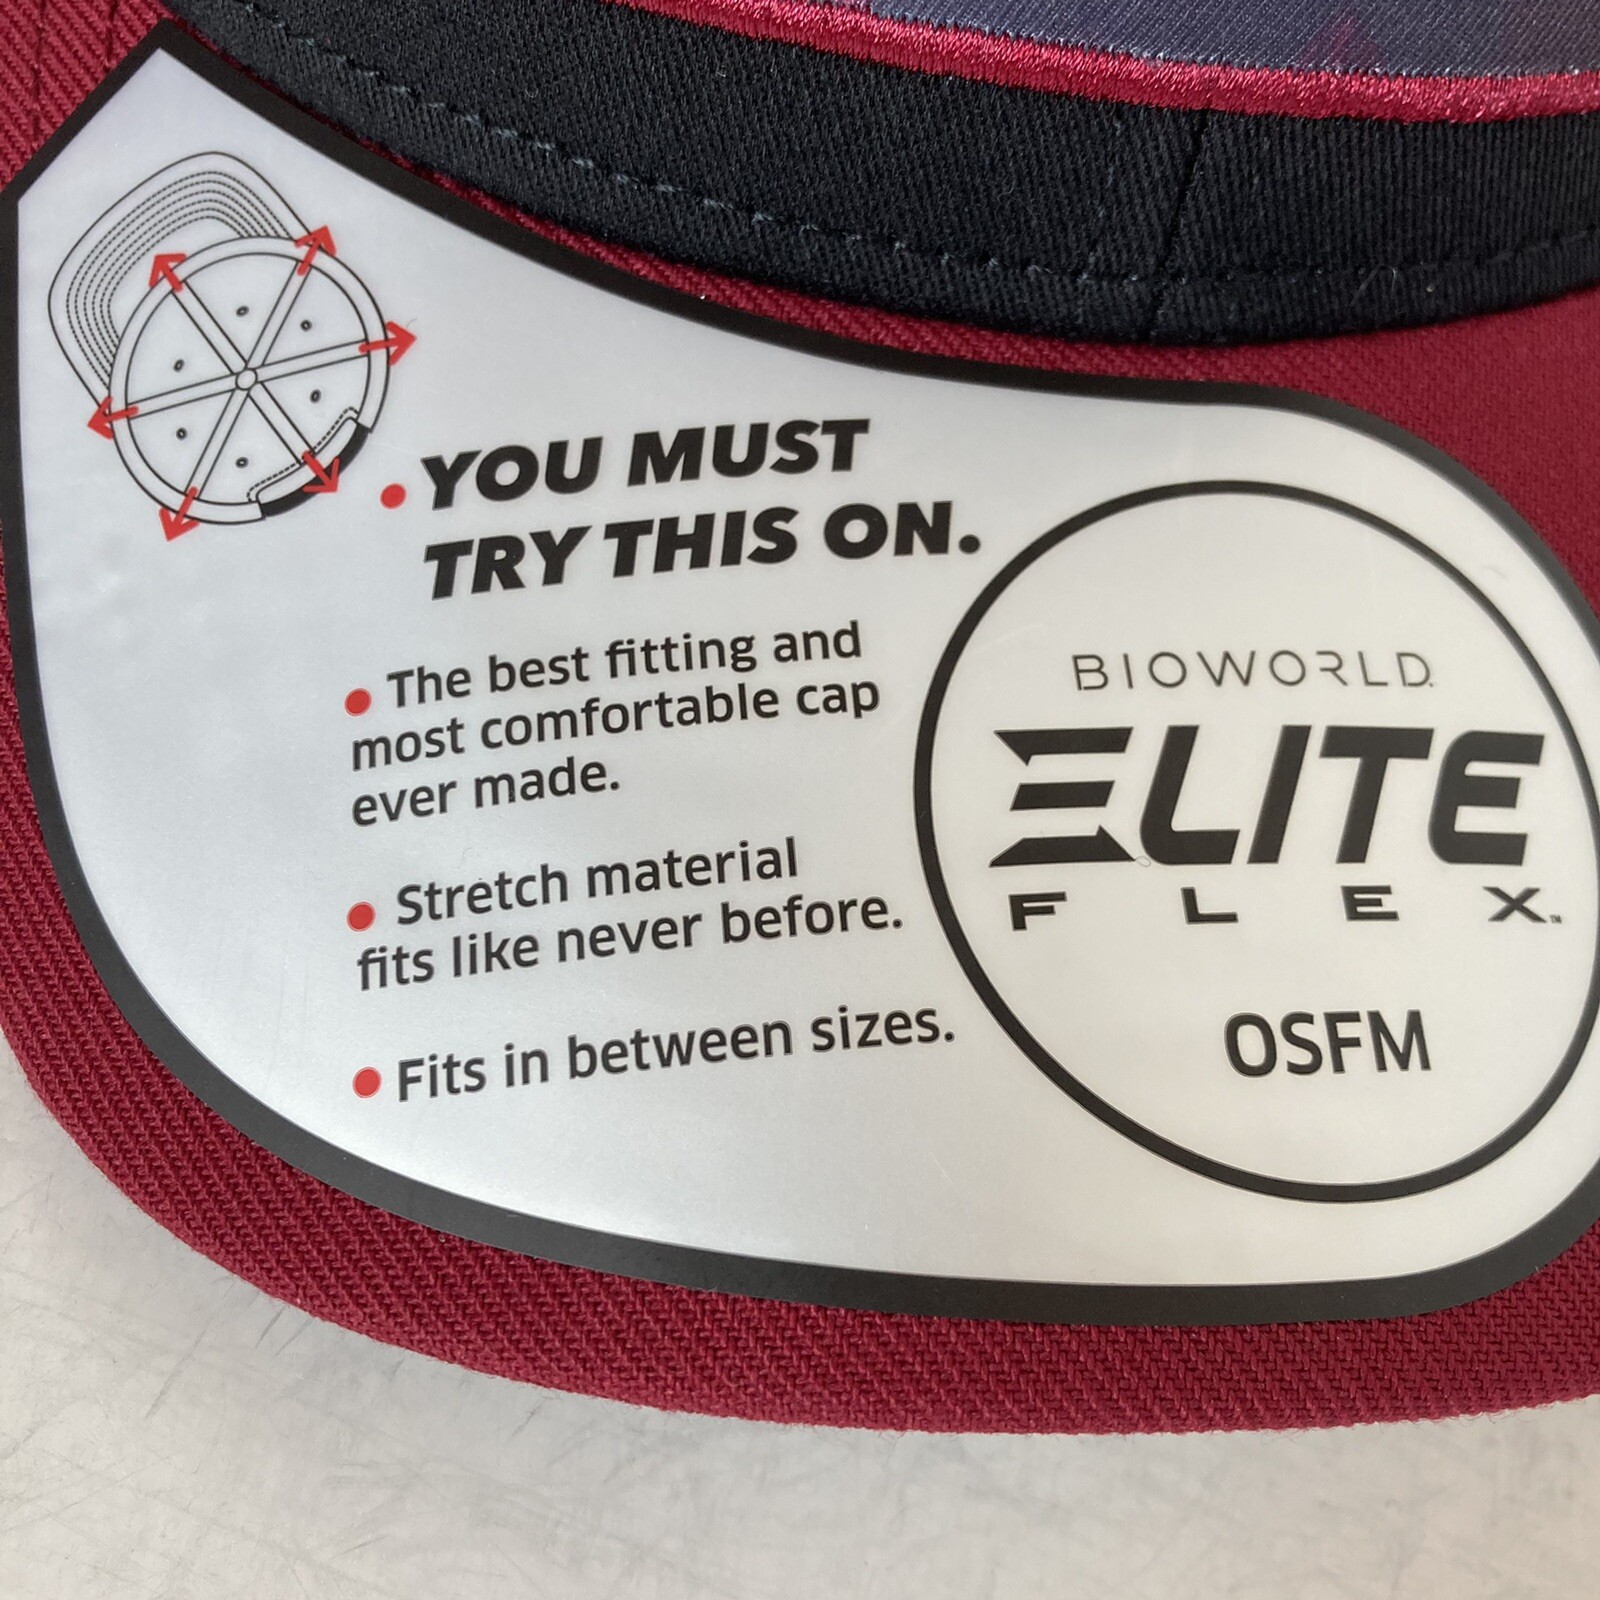 • YOU MUST
TRY THIS ON.
• The best fitting and
most comfortable cap
ever made.
• Stretch material
fits like never before.
• Fits in between sizes.
BIOWORLD.
ELITE
FLEX™
OSFM